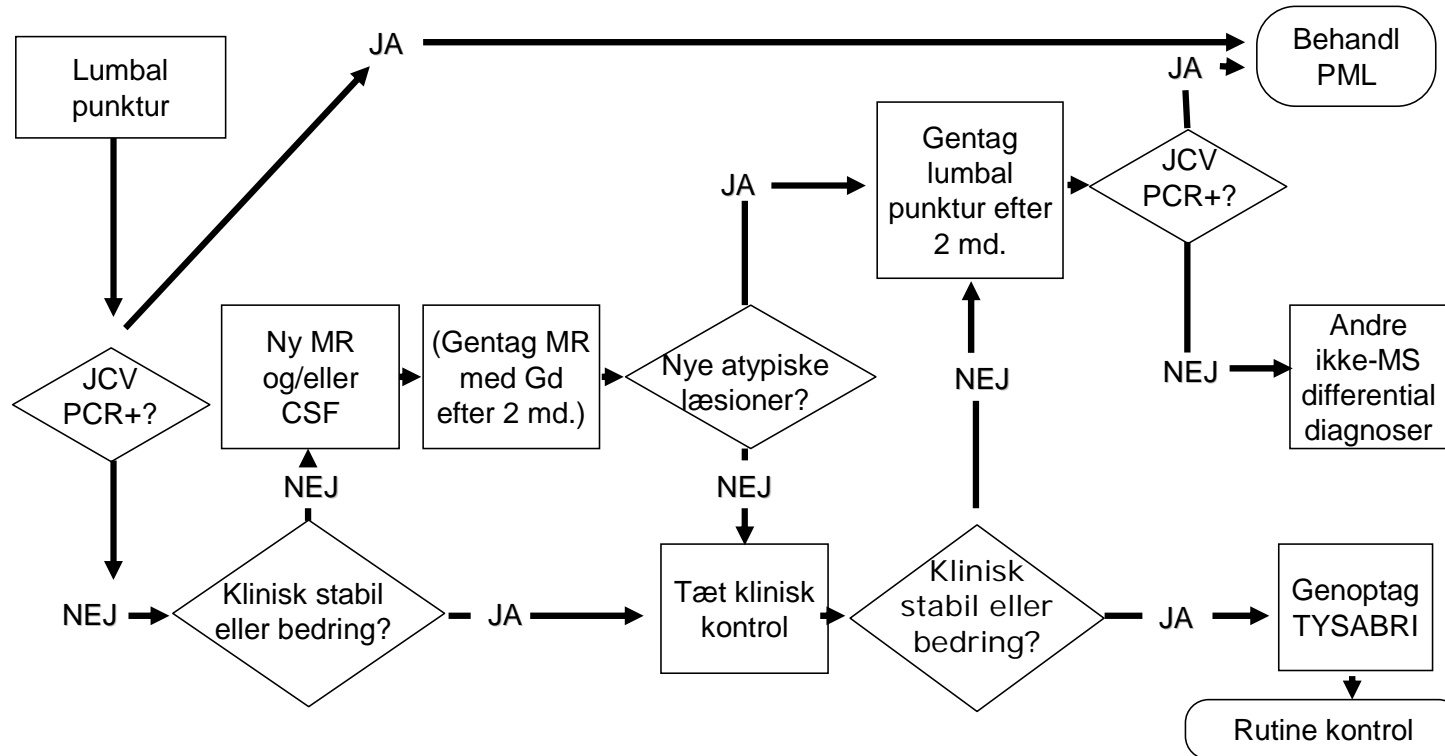 Lumbal
punktur
JA
Behandl
PML
JA
Gentag
lumbal
punktur efter
2 md.
JCV
PCR+?
JA
JCV
PCR+?
Ny MR
og/eller
CSF
(Gentag MR
med Gd
efter 2 md.)
Nye atypiske
læsioner?
NEJ
NEJ
Andre
ikke-MS
differential
diagnoser
NEJ
NEJ
NEJ
Klinisk stabil
eller bedring?
JA
Tæt klinisk
kontrol
Klinisk
stabil eller
bedring?
JA
Genoptag
TYSABRI
Rutine kontrol